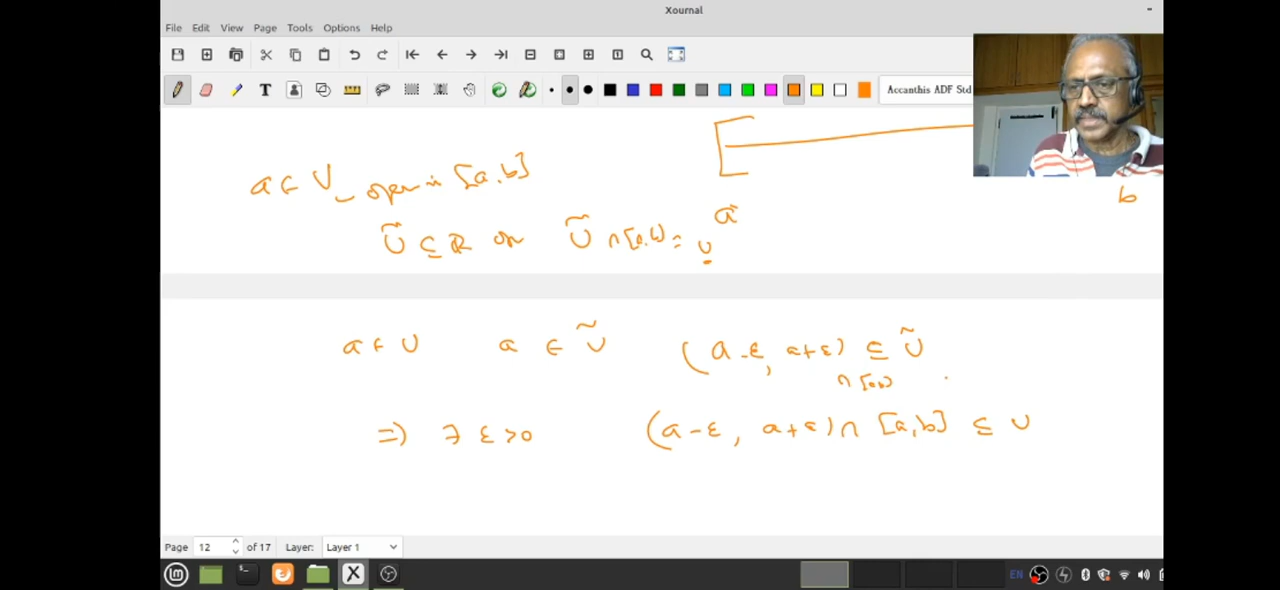 Xournal
File Edit View Page Tools Options Help
Accanthis ADF Std
a ∈ U open in [a,b]
b
a
Ũ ⊆ ℝ open Ũ ∩ [a,b] = U
a ∈ U a ∈ Ũ (a-ε, a+ε) ⊆ Ũ
∩ [a,b]
⇒ ∃ ε>0 (a-ε, a+ε) ∩ [a,b] ⊆ U
Page 12 of 17 Layer: Layer 1
EN